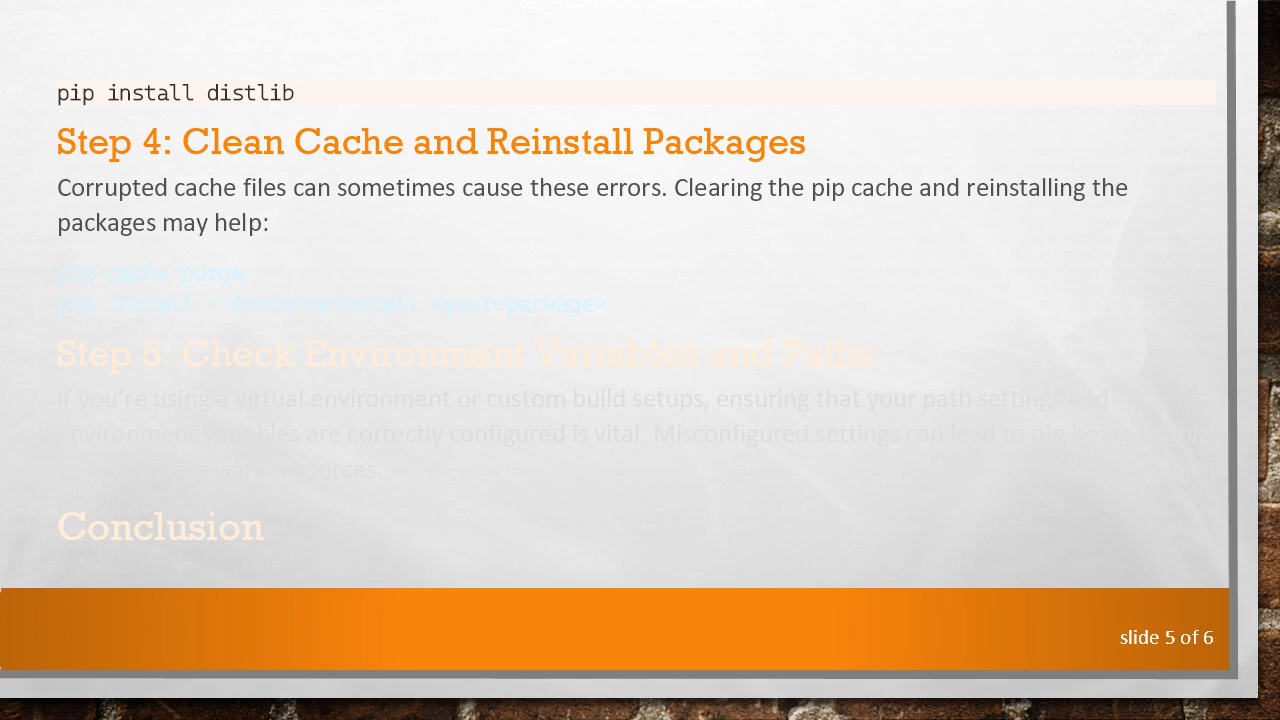 pip install distlib
Step 4: Clean Cache and Reinstall Packages
Corrupted cache files can sometimes cause these errors. Clearing the pip cache and reinstalling the
packages may help:
pip cache purge
pip install --force-reinstall <your-package>
Step 5: Check Environment Variables and Paths
If you're using a virtual environment or custom build setups, ensuring that your path settings and
environment variables are correctly configured is vital. Misconfigured settings can lead to pip being
resources.
Conclusion
slide 5 of 6